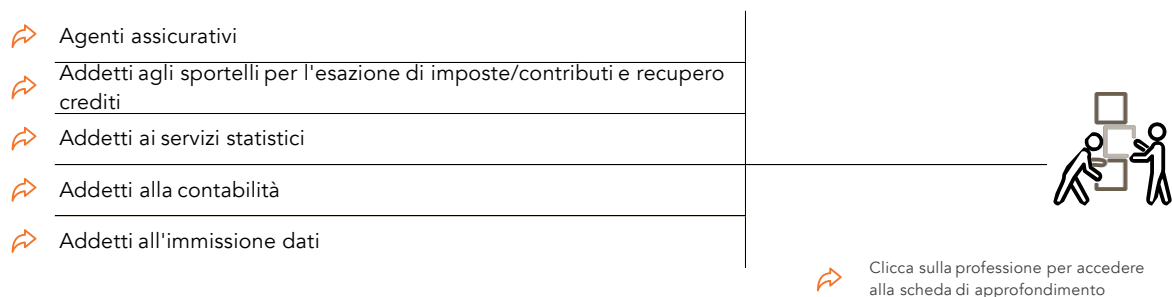 Agenti assicurativi
Addetti agli sportelli per l'esazione di imposte/contributi e recupero
crediti
Addetti ai servizi statistici
Addetti alla contabilità
Addetti all'immissione dati
Clicca sulla professione per accedere
alla scheda di approfondimento